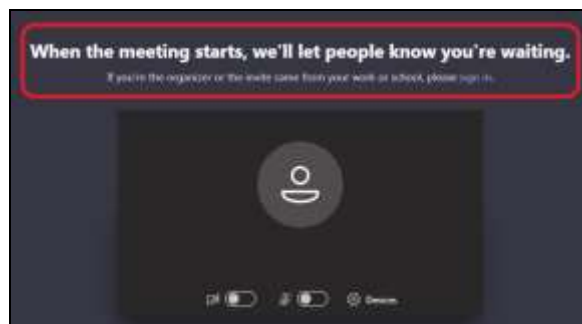 When the meeting starts, we'll let people know you're waiting.
If you're the organizer or the invite came from your work or school, please sign in.
Devices